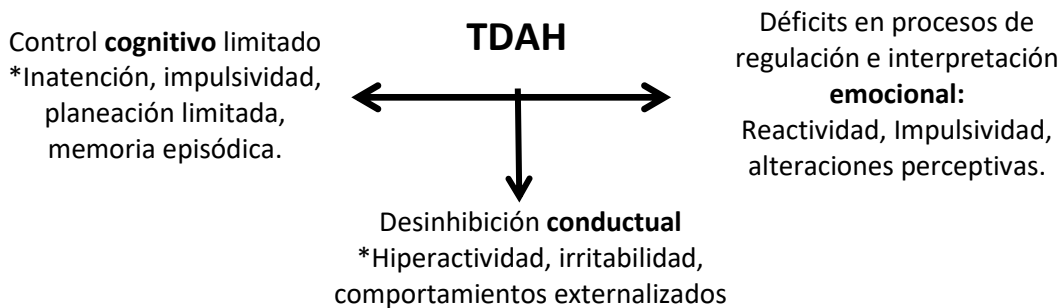 TDAH
Control cognitivo limitado
*Inatención, impulsividad,
planeación limitada,
memoria episódica.
Déficits en procesos de
regulación e interpretación
emocional:
Reactividad, Impulsividad,
alteraciones perceptivas.
Desinhibición conductual
*Hiperactividad, irritabilidad,
comportamientos externalizados